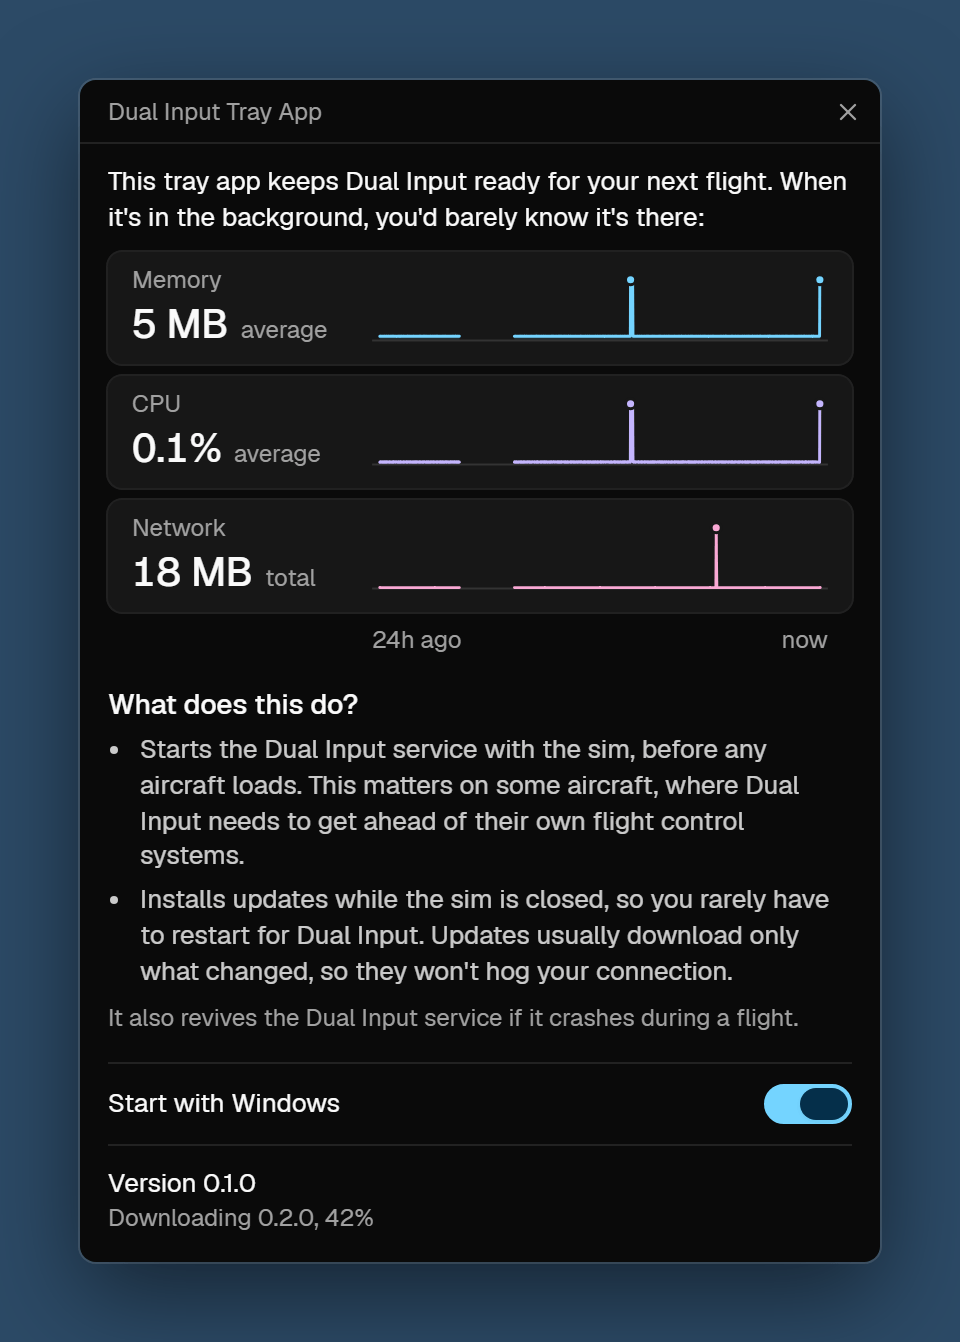 Dual Input Tray App
This tray app keeps Dual Input ready for your next flight. When
it's in the background, you'd barely know it's there:
Memory
5 MB average
CPU
0.1% average
Network
18 MB total
24h ago now
What does this do?
• Starts the Dual Input service with the sim, before any
aircraft loads. This matters on some aircraft, where Dual
Input needs to get ahead of their own flight control
systems.
• Installs updates while the sim is closed, so you rarely have
to restart for Dual Input. Updates usually download only
what changed, so they won't hog your connection.
It also revives the Dual Input service if it crashes during a flight.
Start with Windows
Version 0.1.0
Downloading 0.2.0, 42%